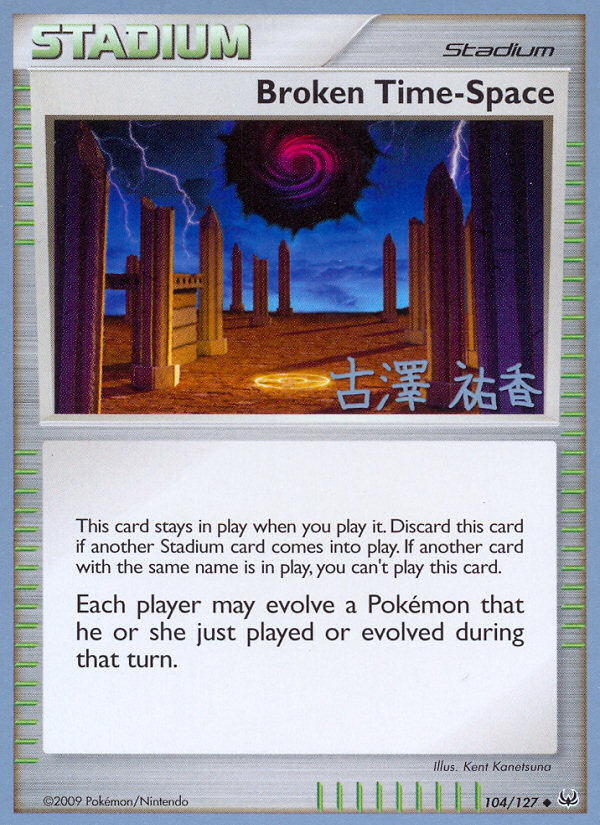 STADIUM
Stadium
Broken Time-Space
古澤 祐香
This card stays in play when you play it. Discard this card
if another Stadium card comes into play. If another card
with the same name is in play, you can't play this card.
Each player may evolve a Pokémon that
he or she just played or evolved during
that turn.
Illus. Kent Kanetsuna
©2009 Pokémon/Nintendo
104/127